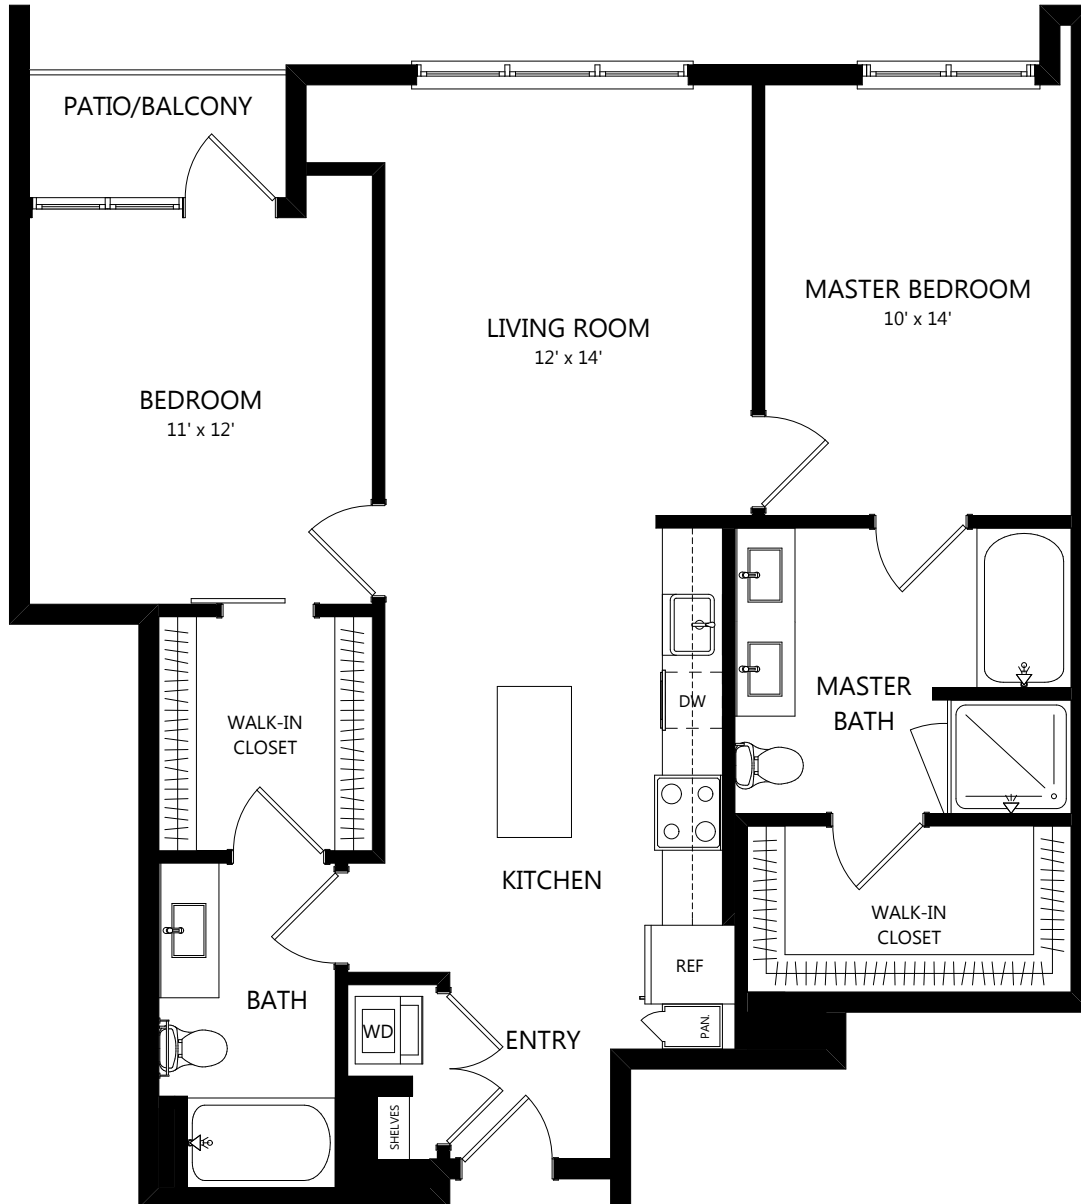 PATIO/BALCONY
MASTER BEDROOM
10' x 14'
LIVING ROOM
12' x 14'
BEDROOM
11' x 12'
DW
MASTER
BATH
WALK-IN
CLOSET
KITCHEN
WALK-IN
CLOSET
REF
BATH
PAN.
WD
ENTRY
SHELVES